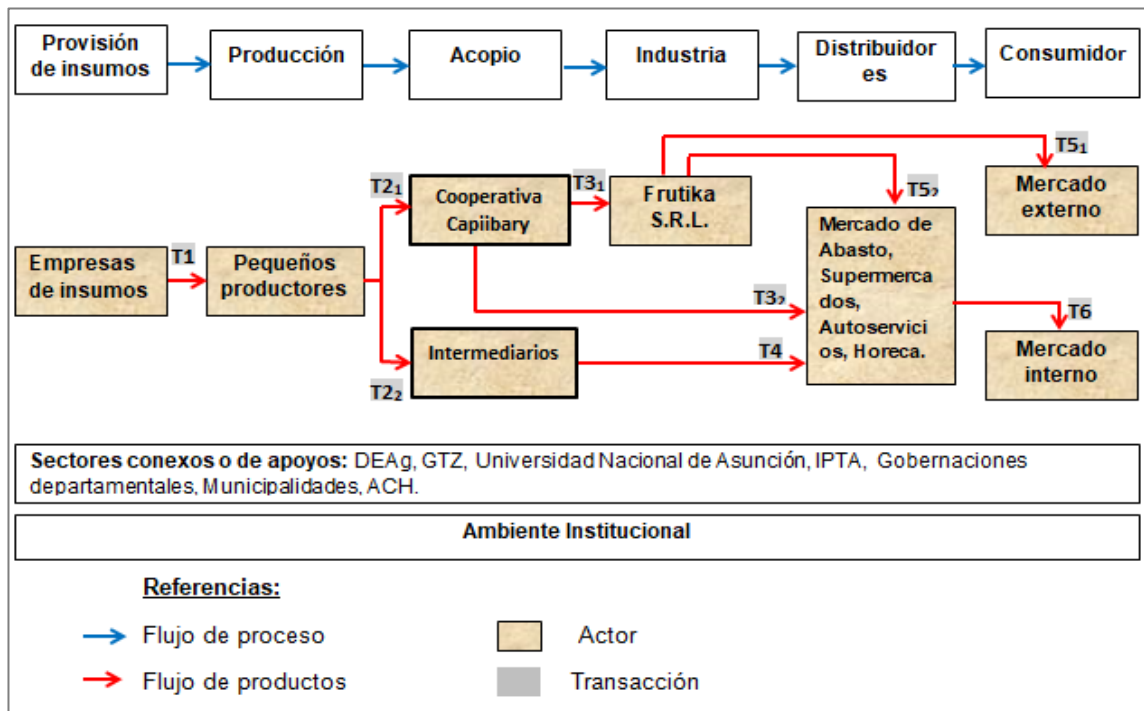 Provisión
de insumos
Producción
Acopio
Industria
Distribuidor
es
Consumidor
T5₁
T2₁
Cooperativa
Capiibary
T3₁
Frutika
S.R.L.
T5₂
Mercado
externo
Empresas
de insumos
T1
Pequeños
productores
Mercado de
Abasto,
Supermerca
dos,
Autoservici
os, Horeca.
T3₂
T6
Intermediarios
T4
Mercado
interno
T2₂
Sectores conexos o de apoyos: DEAg, GTZ, Universidad Nacional de Asunción, IPTA, Gobernaciones
departamentales, Municipalidades, ACH.
Ambiente Institucional
Referencias:
Flujo de proceso
Actor
Flujo de productos
Transacción